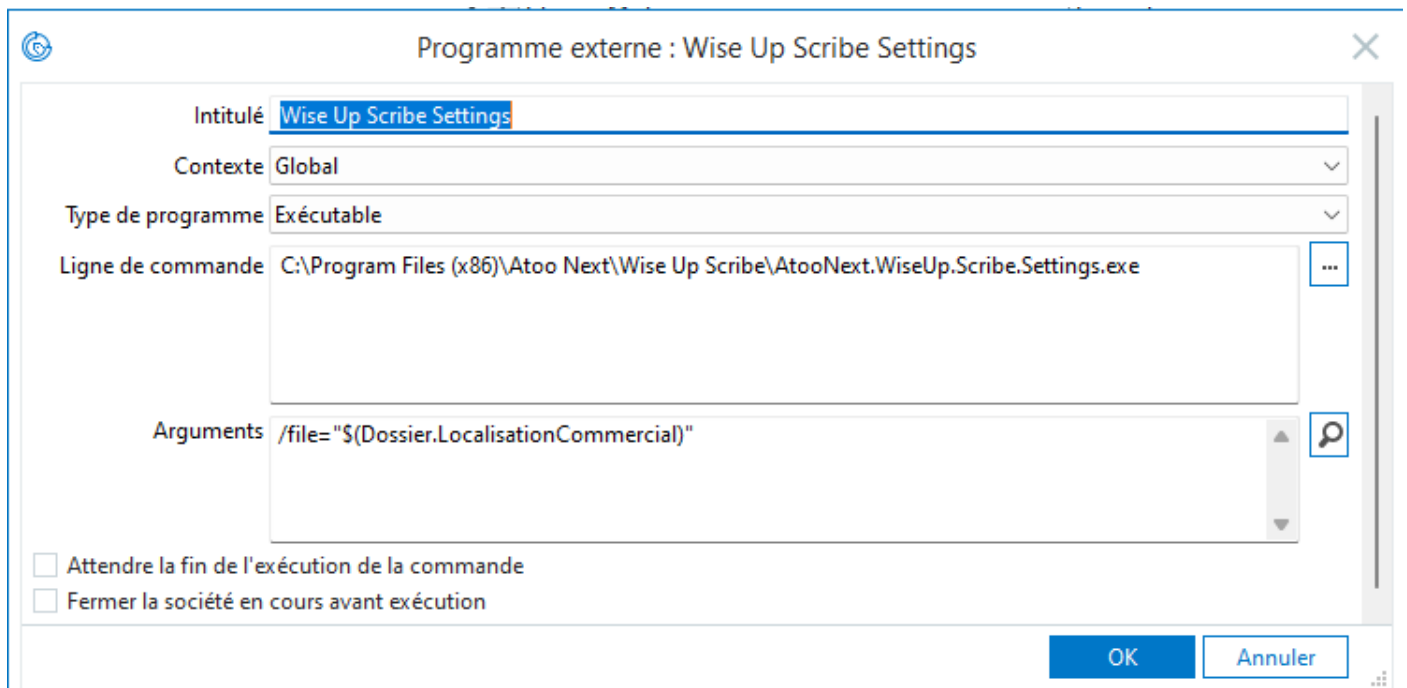 Programme externe : Wise Up Scribe Settings
Intitulé Wise Up Scribe Settings
Contexte Global
Type de programme Exécutable
Ligne de commande C:\Program Files (x86)\Atoo Next\Wise Up Scribe\AtooNext.WiseUp.Scribe.Settings.exe
...
Arguments /file="$(Dossier.LocalisationCommercial)"
Attendre la fin de l'exécution de la commande
Fermer la société en cours avant exécution
OK Annuler